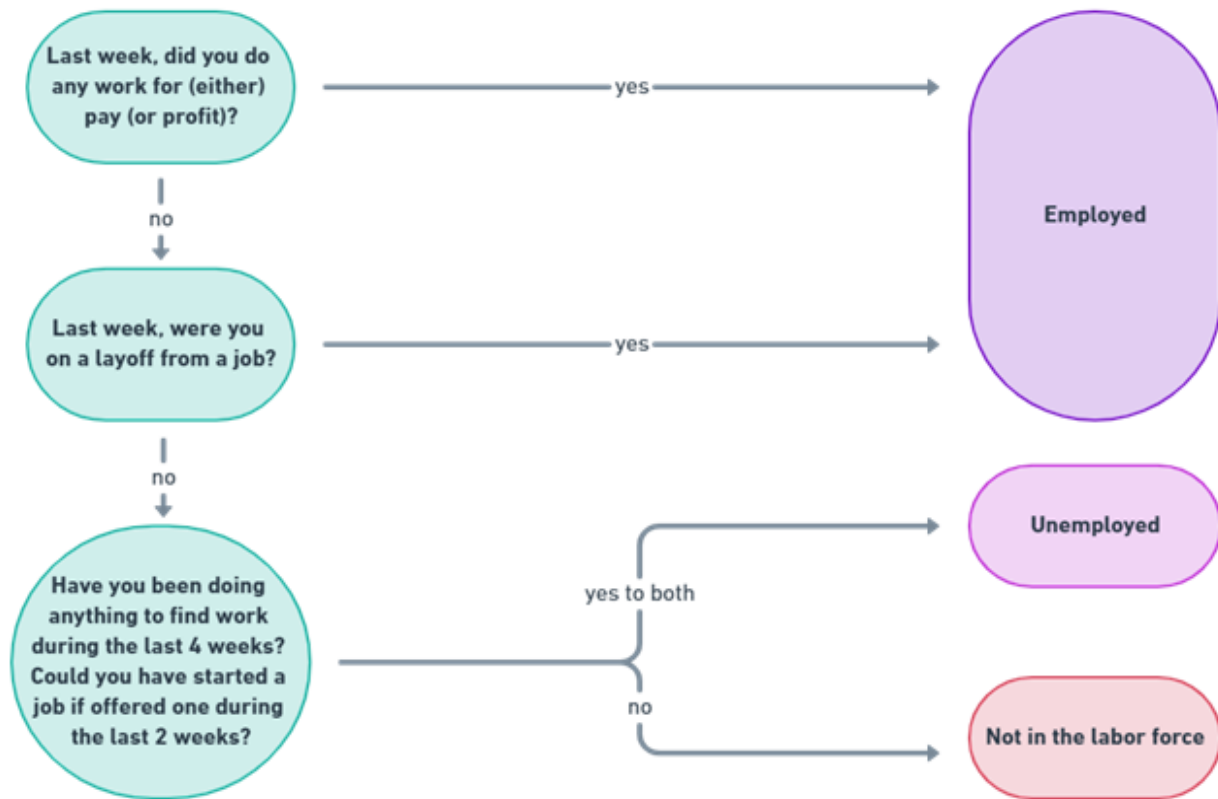 Last week, did you do
any work for (either)
pay (or profit)?
yes
Employed
no
Last week, were you
on a layoff from a job?
yes
no
Have you been doing
anything to find work
during the last 4 weeks?
Could you have started a
job if offered one during
the last 2 weeks?
yes to both
Unemployed
no
Not in the labor force